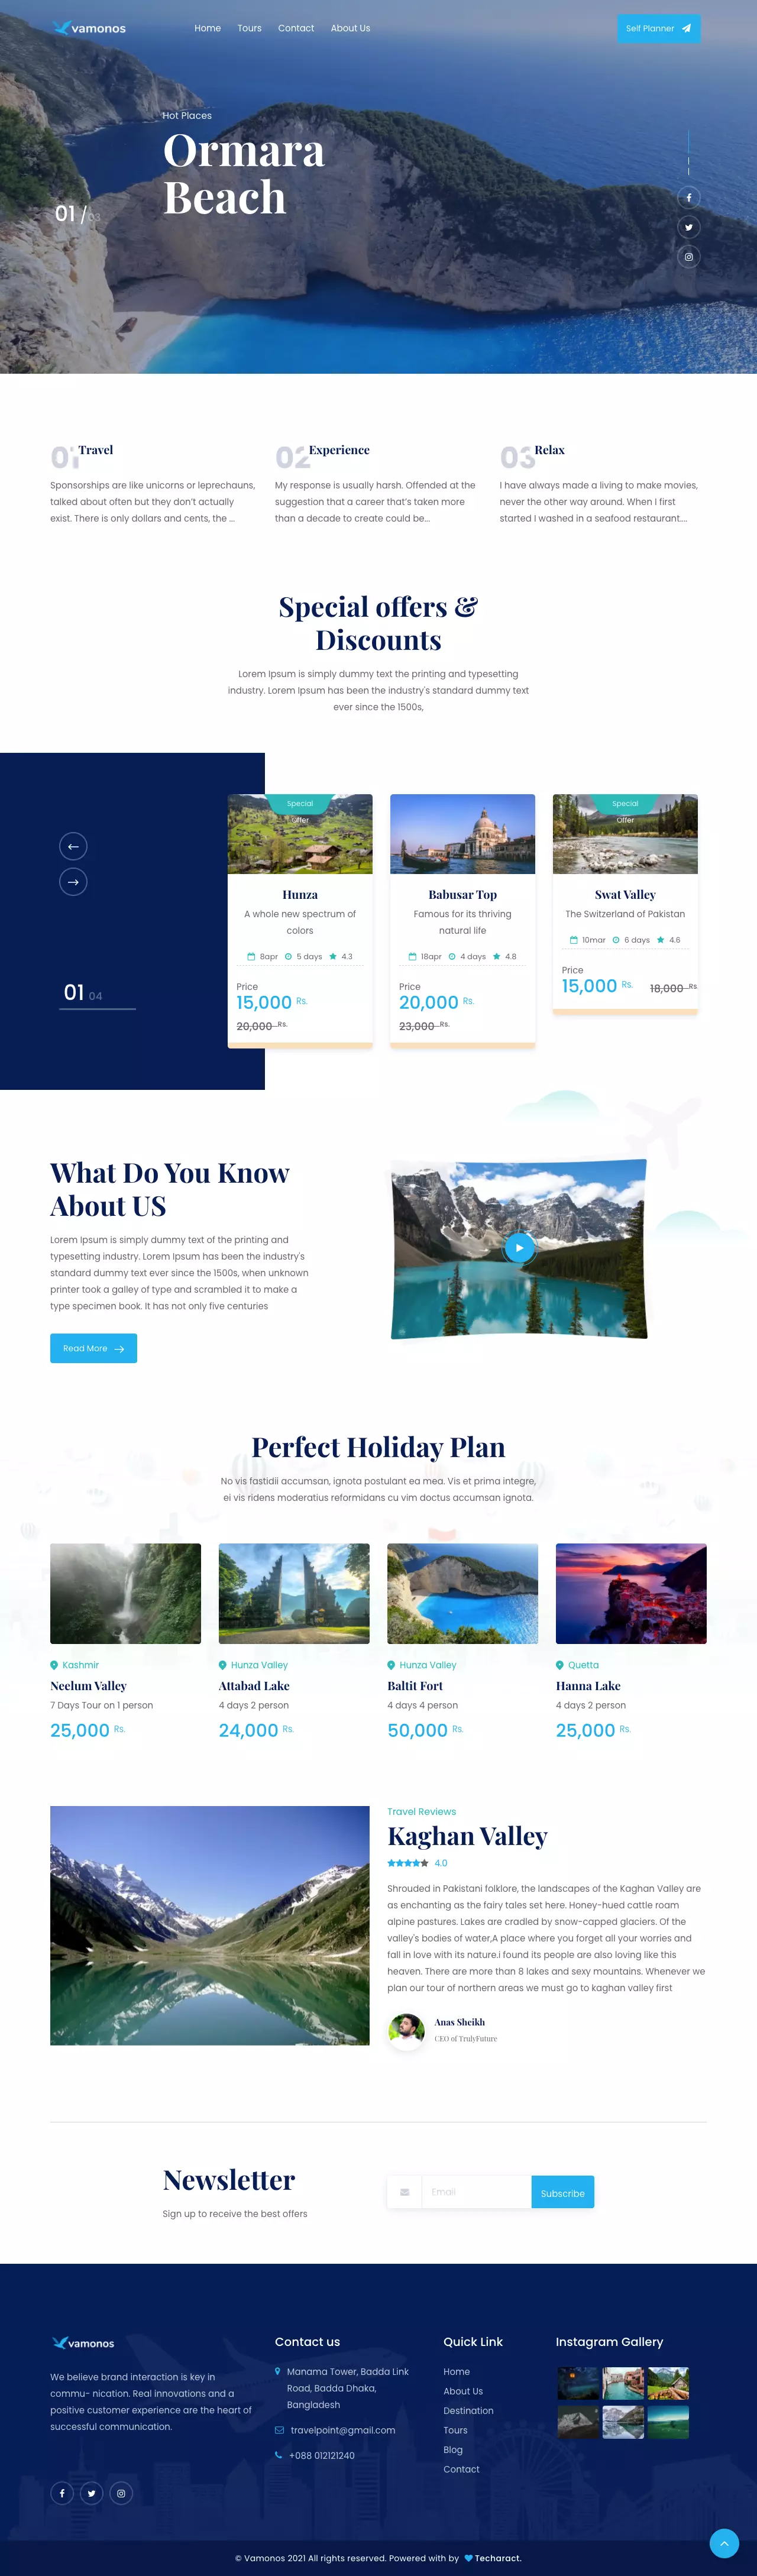 vamonos
Home Tours Contact About Us
Self Planner
Hot Places
Ormara
Beach
01 / 03
01 Travel
Sponsorships are like unicorns or leprechauns,
talked about often but they don't actually
exist. There is only dollars and cents, the ...
02 Experience
My response is usually harsh. Offended at the
suggestion that a career that's taken more
than a decade to create could be...
03 Relax
I have always made a living to make movies,
never the other way around. When I first
started I washed in a seafood restaurant....
Special offers &
Discounts
Lorem Ipsum is simply dummy text the printing and typesetting
industry. Lorem Ipsum has been the industry's standard dummy text
ever since the 1500s,
01 04
Special
Offer
Hunza
A whole new spectrum of
colors
8apr 5 days 4.3
Price
15,000 Rs.
20,000 Rs.
Babusar Top
Famous for its thriving
natural life
18apr 4 days 4.8
Price
20,000 Rs.
23,000 Rs.
Special
Offer
Swat Valley
The Switzerland of Pakistan
10mar 6 days 4.6
Price
15,000 Rs. 18,000 Rs.
What Do You Know
About US
Lorem Ipsum is simply dummy text of the printing and
typesetting industry. Lorem Ipsum has been the industry's
standard dummy text ever since the 1500s, when unknown
printer took a galley of type and scrambled it to make a
type specimen book. It has not only five centuries
Read More
Perfect Holiday Plan
No vis fastidii accumsan, ignota postulant ea mea. Vis et prima integre,
ei vis ridens moderatius reformidans cu vim doctus accumsan ignota.
Kashmir
Neelum Valley
7 Days Tour on 1 person
25,000 Rs.
Hunza Valley
Attabad Lake
4 days 2 person
24,000 Rs.
Hunza Valley
Baltit Fort
4 days 4 person
50,000 Rs.
Quetta
Hanna Lake
4 days 2 person
25,000 Rs.
Travel Reviews
Kaghan Valley
4.0
Shrouded in Pakistani folklore, the landscapes of the Kaghan Valley are
as enchanting as the fairy tales set here. Honey-hued cattle roam
alpine pastures. Lakes are cradled by snow-capped glaciers. Of the
valley's bodies of water,A place where you forget all your worries and
fall in love with its nature.i found its people are also loving like this
heaven. There are more than 8 lakes and sexy mountains. Whenever we
plan our tour of northern areas we must go to kaghan valley first
Anas Sheikh
CEO of TrulyFuture
Newsletter
Sign up to receive the best offers
Email
Subscribe
vamonos
We believe brand interaction is key in
commu- nication. Real innovations and a
positive customer experience are the heart of
successful communication.
Contact us
Manama Tower, Badda Link
Road, Badda Dhaka,
Bangladesh
travelpoint@gmail.com
+088 012121240
Quick Link
Home
About Us
Destination
Tours
Blog
Contact
Instagram Gallery
© Vamonos 2021 All rights reserved. Powered with by Techaract.